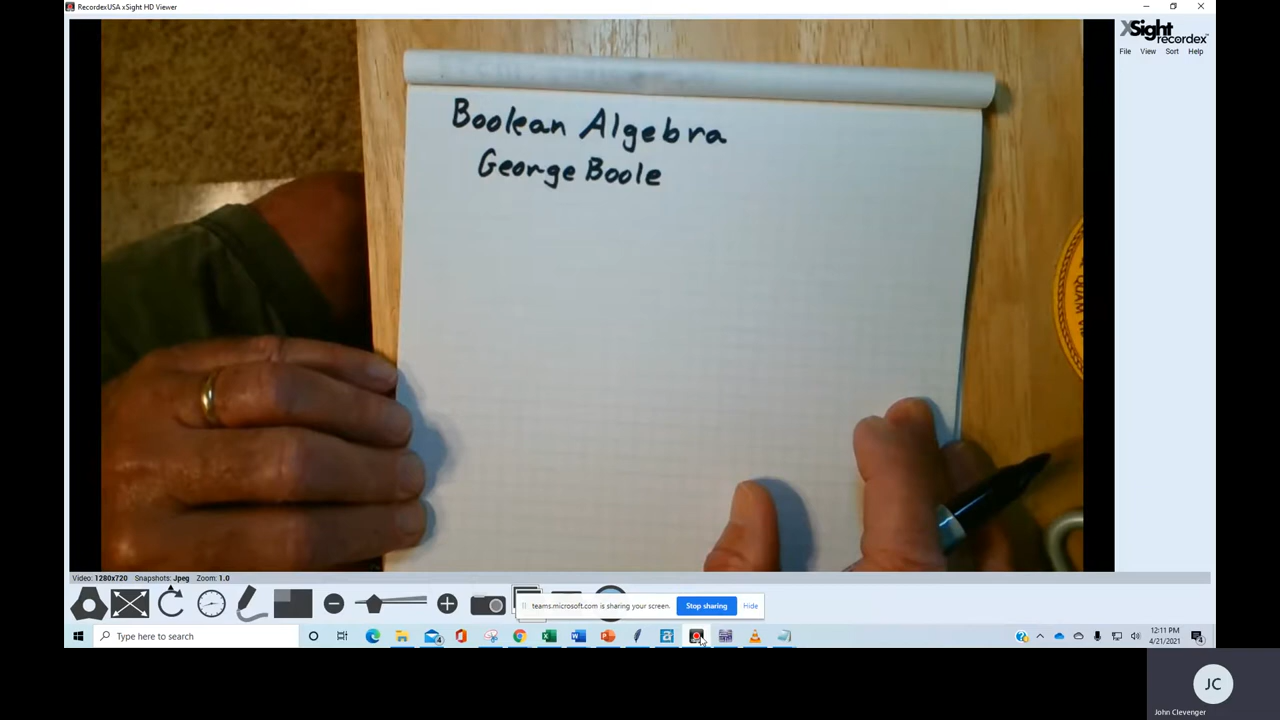 RecordexUSA xSight HD Viewer
XSight
recordex
File View Sort Help
Boolean Algebra
George Boole
QUAM
Video: 1280x720 Snapshots: Jpeg Zoom: 1.0
teams.microsoft.com is sharing your screen.
Stop sharing
Hide
Type here to search
12:11 PM
4/21/2021
JC
John Clevenger